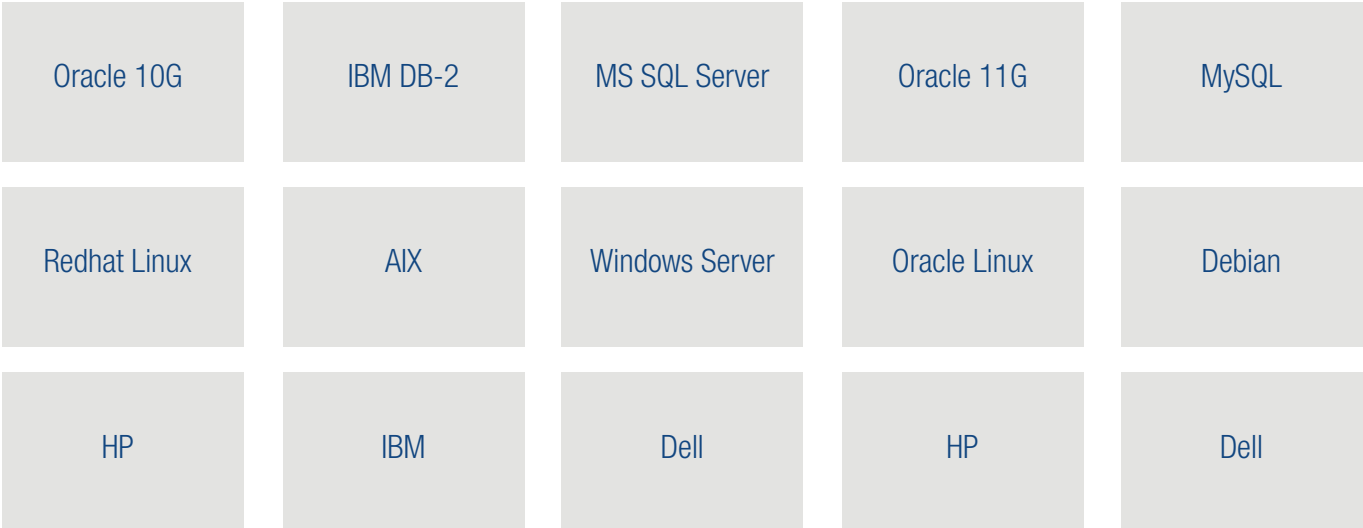 Oracle 10G
IBM DB-2
MS SQL Server
Oracle 11G
MySQL
Redhat Linux
AIX
Windows Server
Oracle Linux
Debian
HP
IBM
Dell
HP
Dell